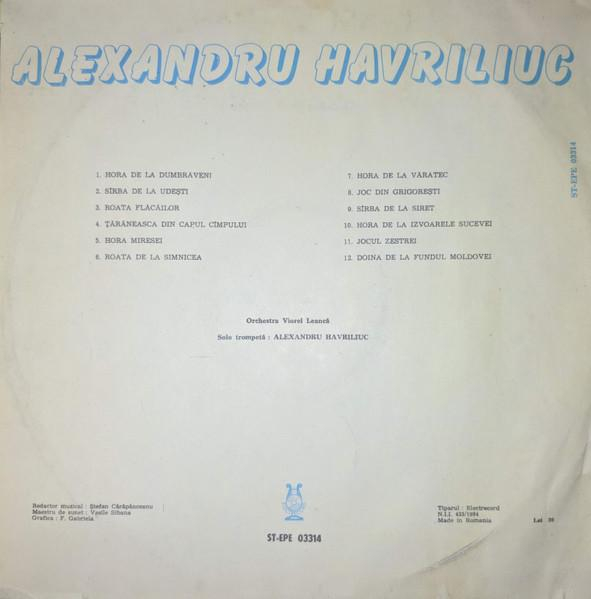 ALEXANDRU HAVRILIUC
ST-EPE 03314
1. HORA DE LA DUMBRAVENI
2. SÎRBA DE LA UDEȘTI
3. ROATA FLĂCĂILOR
4. ȚĂRĂNEASCA DIN CAPUL CÎMPULUI
5. HORA MIRESEI
6. ROATA DE LA SIMNICEA
7. HORA DE LA VĂRATEC
8. JOC DIN GRIGOREȘTI
9. SÎRBA DE LA SIRET
10. HORA DE LA IZVOARELE SUCEVEI
11. JOCUL ZESTREI
12. DOINA DE LA FUNDUL MOLDOVEI
Orchestra Viorel Leancă
Solo trompetă : ALEXANDRU HAVRILIUC
Redactor muzical : Ștefan Cărăpănceanu
Maestru de sunet : Vasile Sibana
Grafica : F. Gabriela
ST-EPE 03314
Tiparul : Electrecord
N.I.I. 433/1984
Made in Romania
Lei